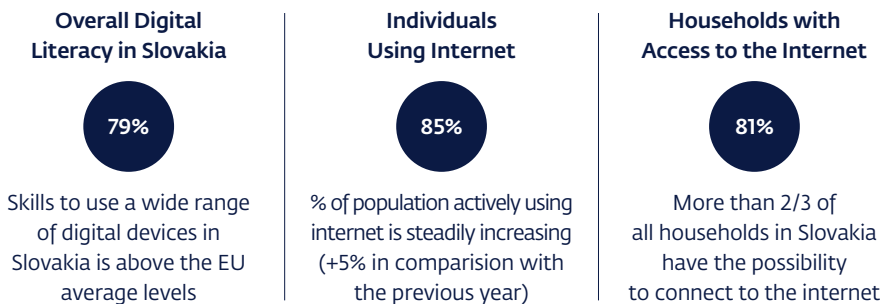 Overall Digital
Literacy in Slovakia
79%
Skills to use a wide range
of digital devices in
Slovakia is above the EU
average levels
Individuals
Using Internet
85%
% of population actively using
internet is steadily increasing
(+5% in comparision with
the previous year)
Households with
Access to the Internet
81%
More than 2/3 of
all households in Slovakia
have the possibility
to connect to the internet